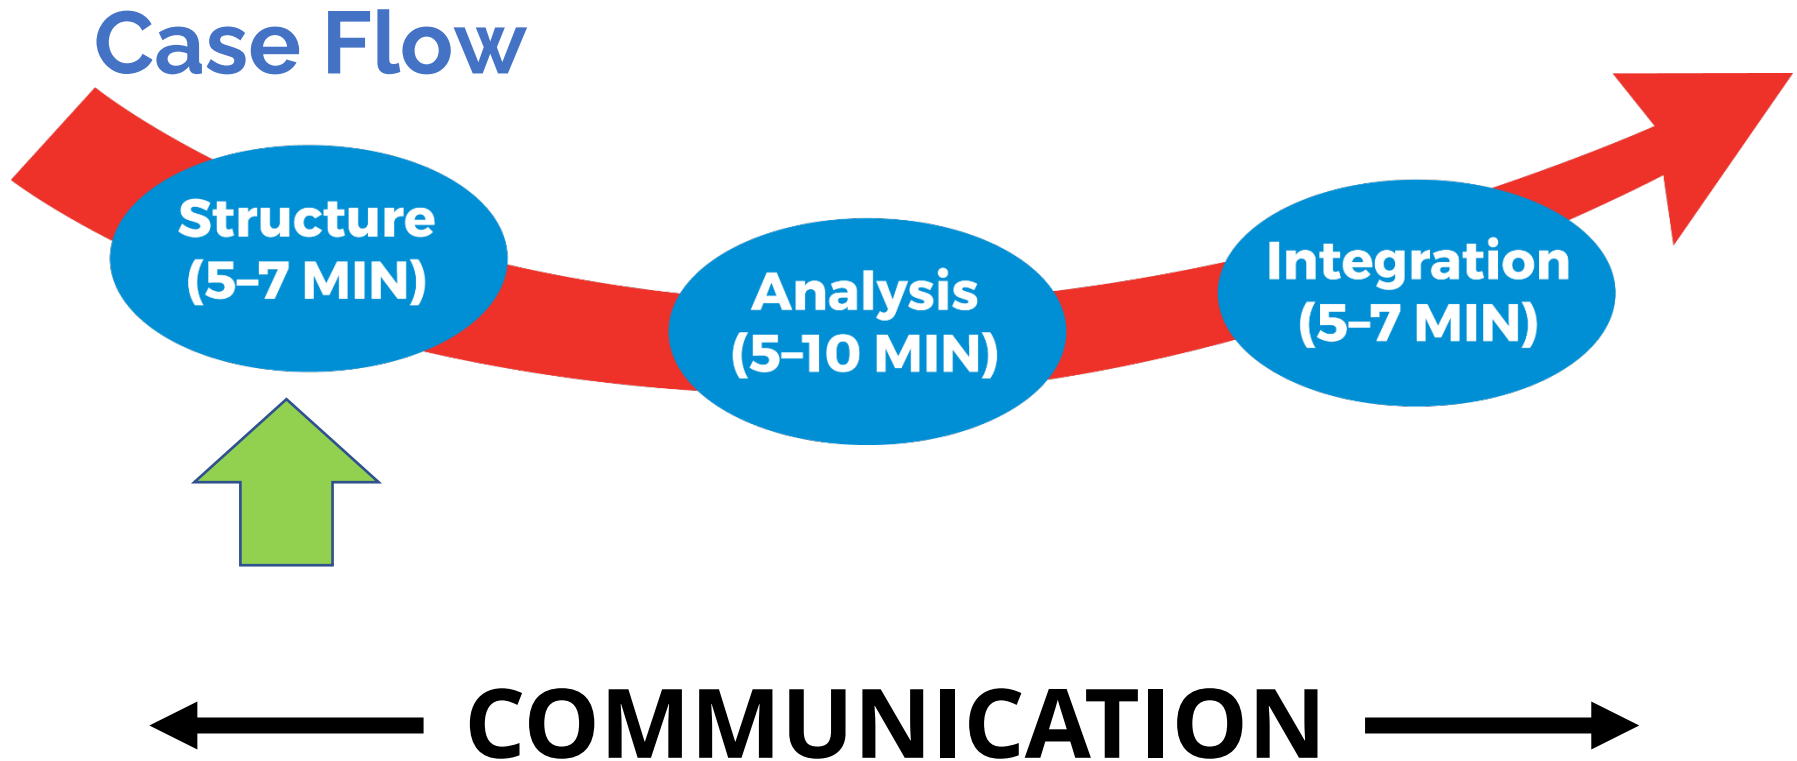 Case Flow
Structure
(5–7 MIN)
Analysis
(5–10 MIN)
Integration
(5–7 MIN)
COMMUNICATION